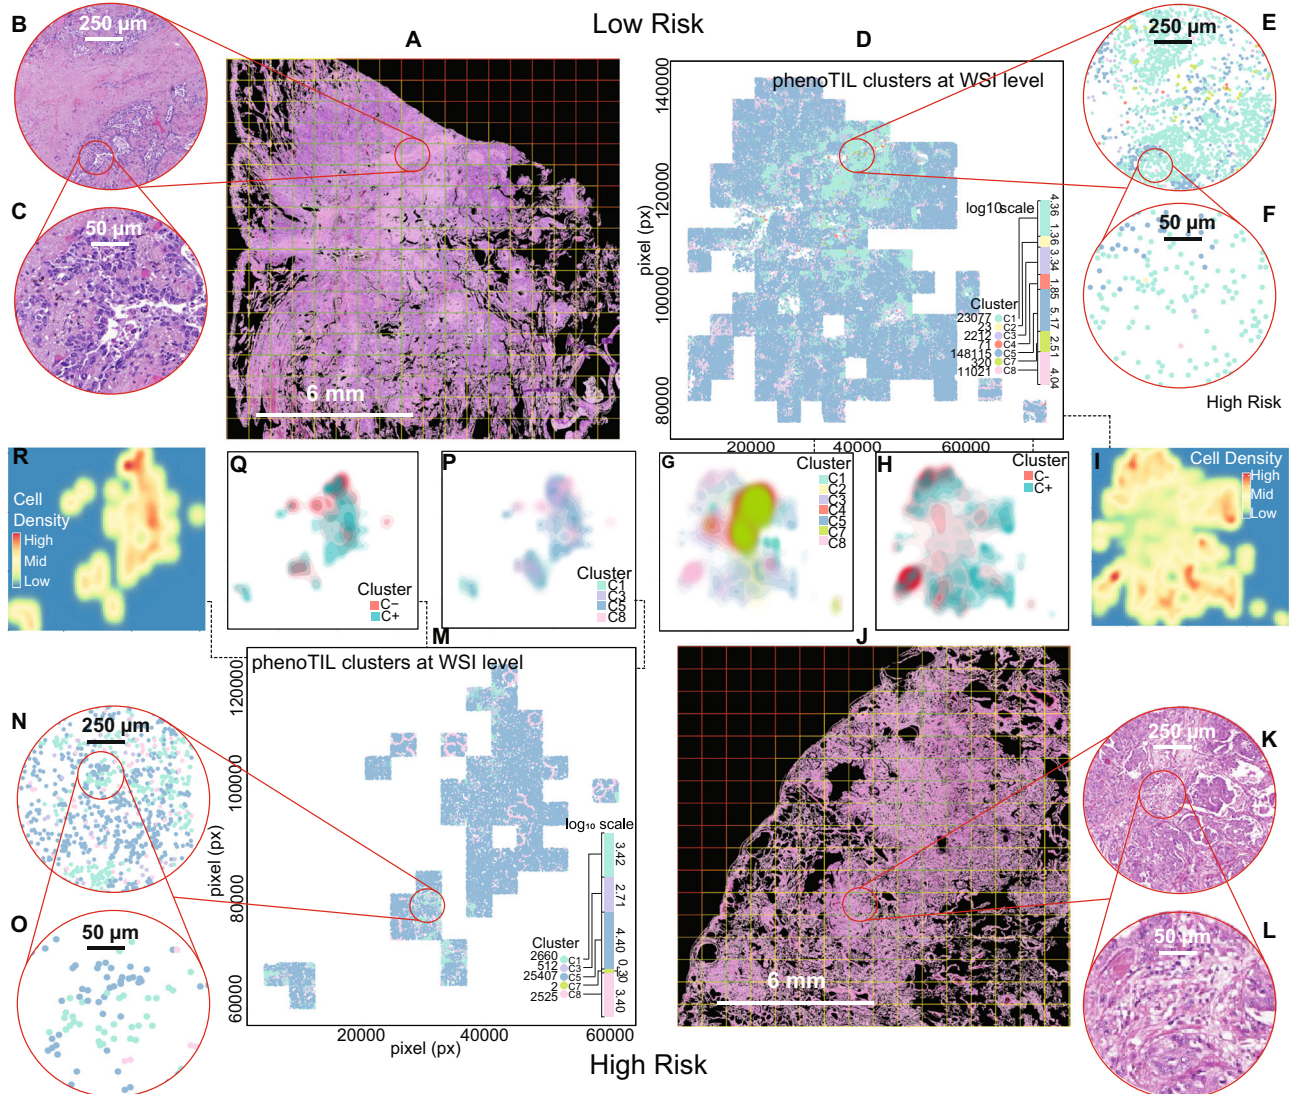 Low Risk
B
250 µm
A
D
250 µm
E
phenoTIL clusters at WSI level
140000
120000
100000
80000
pixel (px)
C
50 µm
log10scale
4.36
1.36
3.34
1.85
5.17
2.51
4.04
Cluster
23077 C1
23 C2
2212 C3
71 C4
148115 C5
320 C7
11021 C8
50 µm
F
6 mm
High Risk
20000 40000 60000
R
Cell
Density
High
Mid
Low
Q
Cluster
C−
C+
P
Cluster
C1
C3
C5
C8
G
Cluster
C1
C2
C3
C4
C5
C7
C8
H
Cluster
C-
C+
I
Cell Density
High
Mid
Low
M
phenoTIL clusters at WSI level
120000
100000
80000
60000
pixel (px)
J
N
250 µm
log₁₀ scale
3.42
2.71
4.40
0.30
3.40
Cluster
2660 C1
512 C3
25407 C5
2 C7
2525 C8
20000 40000 60000
pixel (px)
250 µm
K
O
50 µm
6 mm
50 µm
L
High Risk